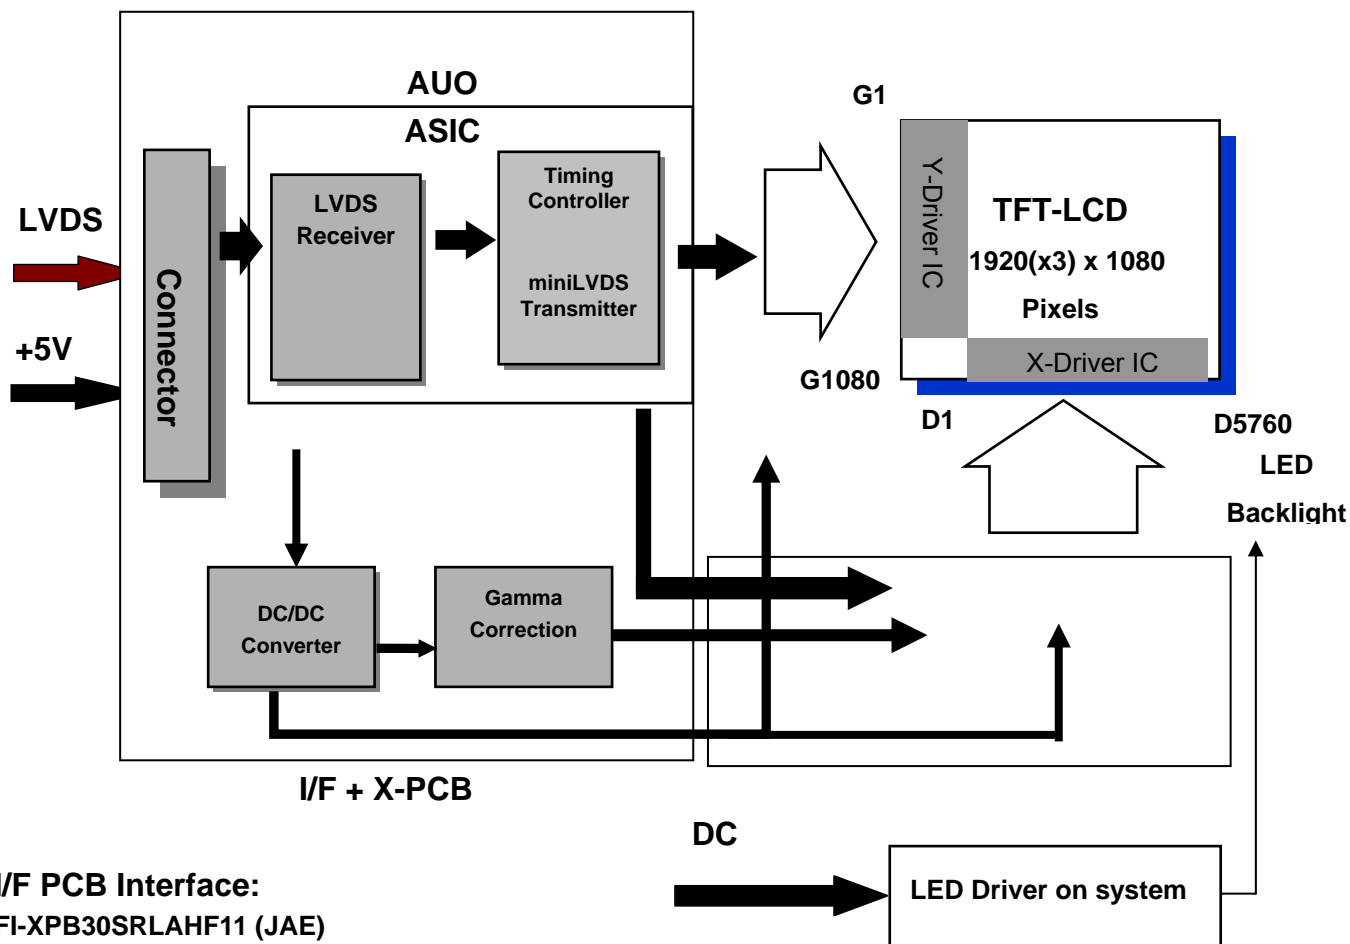 AUO
ASIC
G1
LVDS
+5V
Connector
LVDS
Receiver
Timing
Controller
miniLVDS
Transmitter
Y-Driver IC
TFT-LCD
1920(x3) x 1080
Pixels
X-Driver IC
G1080
D1
D5760
LED
Backlight
DC/DC
Converter
Gamma
Correction
I/F + X-PCB
DC
LED Driver on system
I/F PCB Interface:
FI-XPB30SRLAHF11 (JAE)